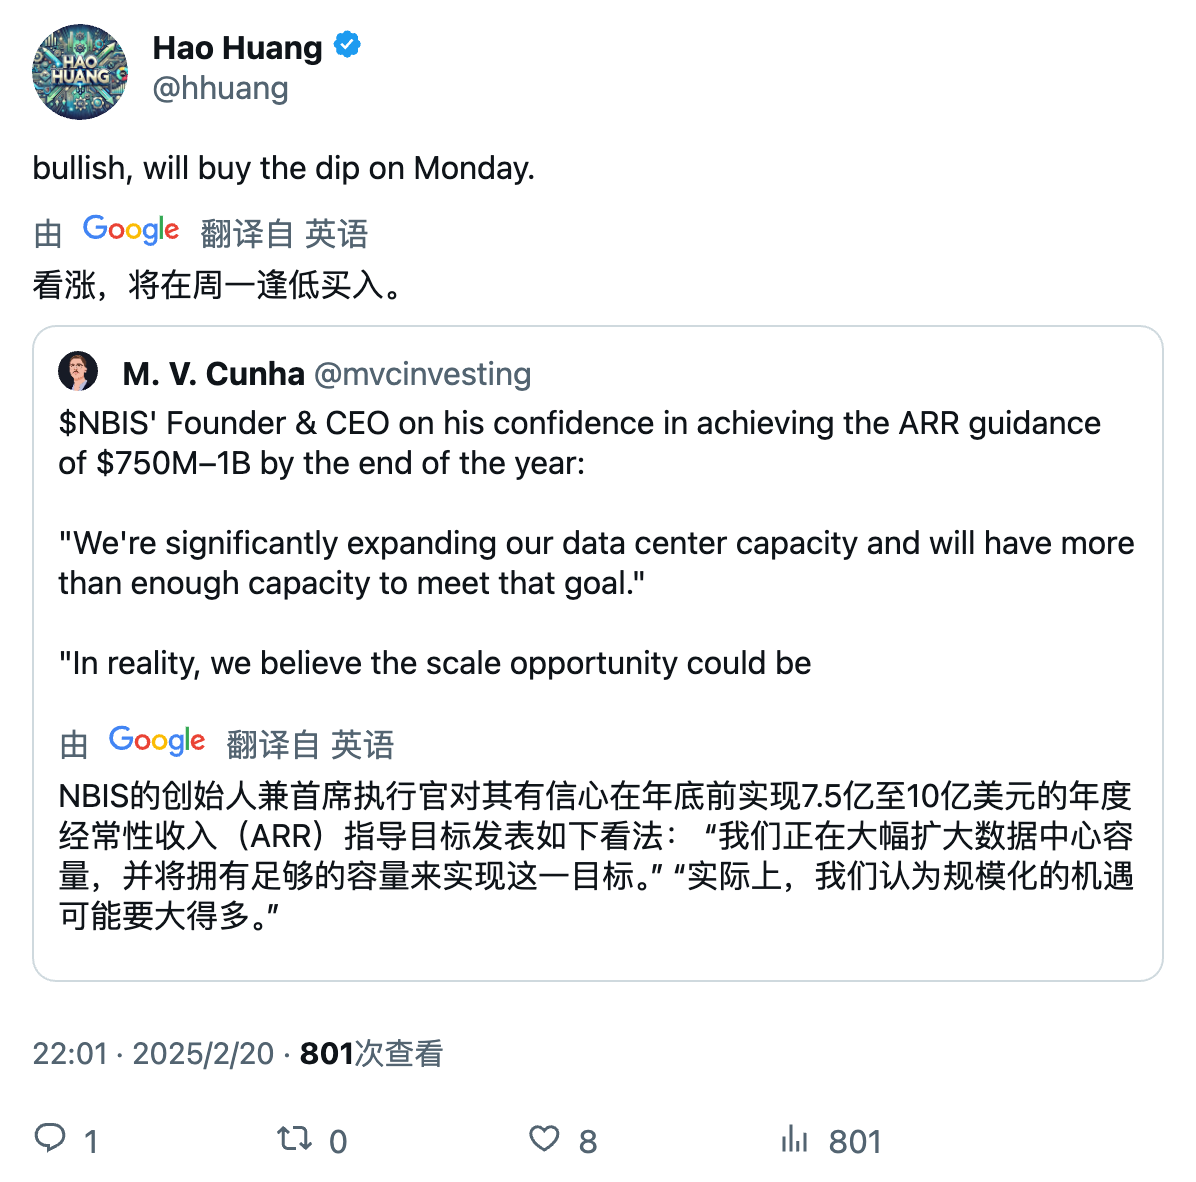 HAO
HUANG
Hao Huang
@hhuang
bullish, will buy the dip on Monday.
由 Google 翻译自 英语
看涨，将在周一逢低买入。
M. V. Cunha @mvcinvesting
$NBIS' Founder & CEO on his confidence in achieving the ARR guidance
of $750M–1B by the end of the year:
"We're significantly expanding our data center capacity and will have more
than enough capacity to meet that goal."
"In reality, we believe the scale opportunity could be
由 Google 翻译自 英语
NBIS的创始人兼首席执行官对其有信心在年底前实现7.5亿至10亿美元的年度
经常性收入（ARR）指导目标发表如下看法： “我们正在大幅扩大数据中心容
量，并将拥有足够的容量来实现这一目标。” “实际上，我们认为规模化的机遇
可能要大得多。”
22:01 · 2025/2/20 · 801次查看
1 0 8 801